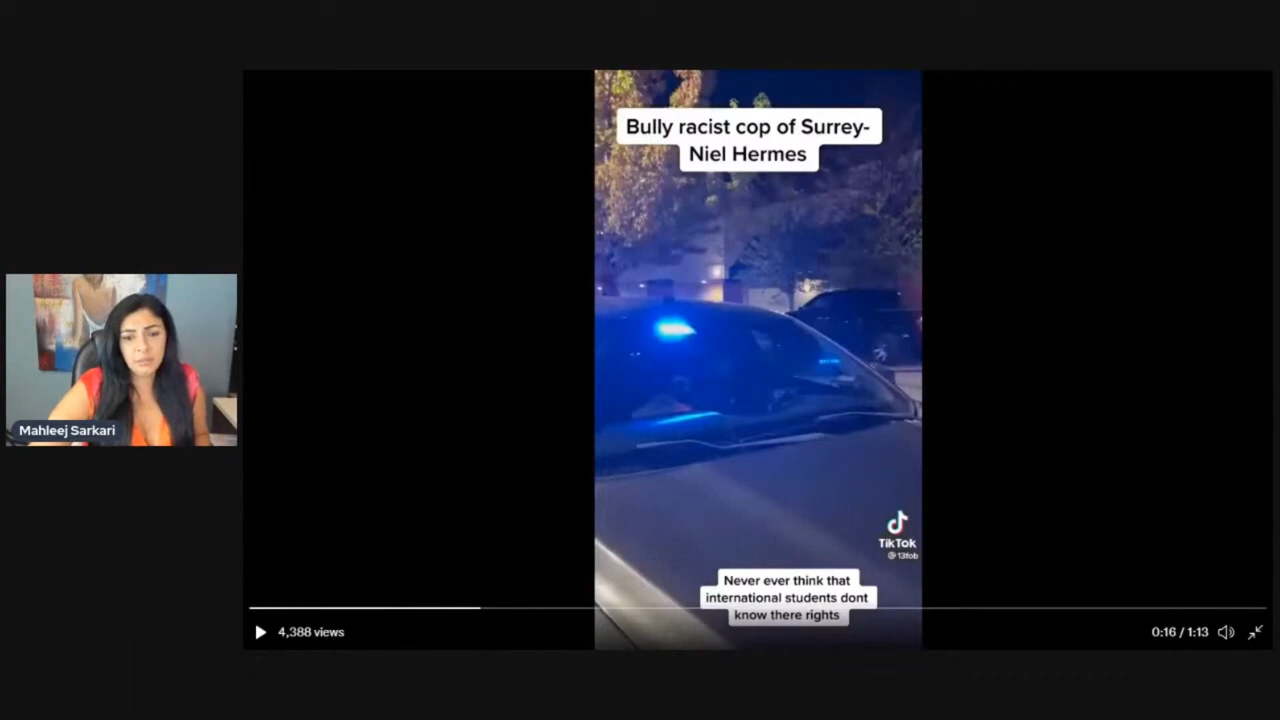 Bully racist cop of Surrey-
Niel Hermes
Mahleej Sarkari
TikTok
@ 13fob
Never ever think that
international students dont
know there rights
4,388 views
0:16 / 1:13